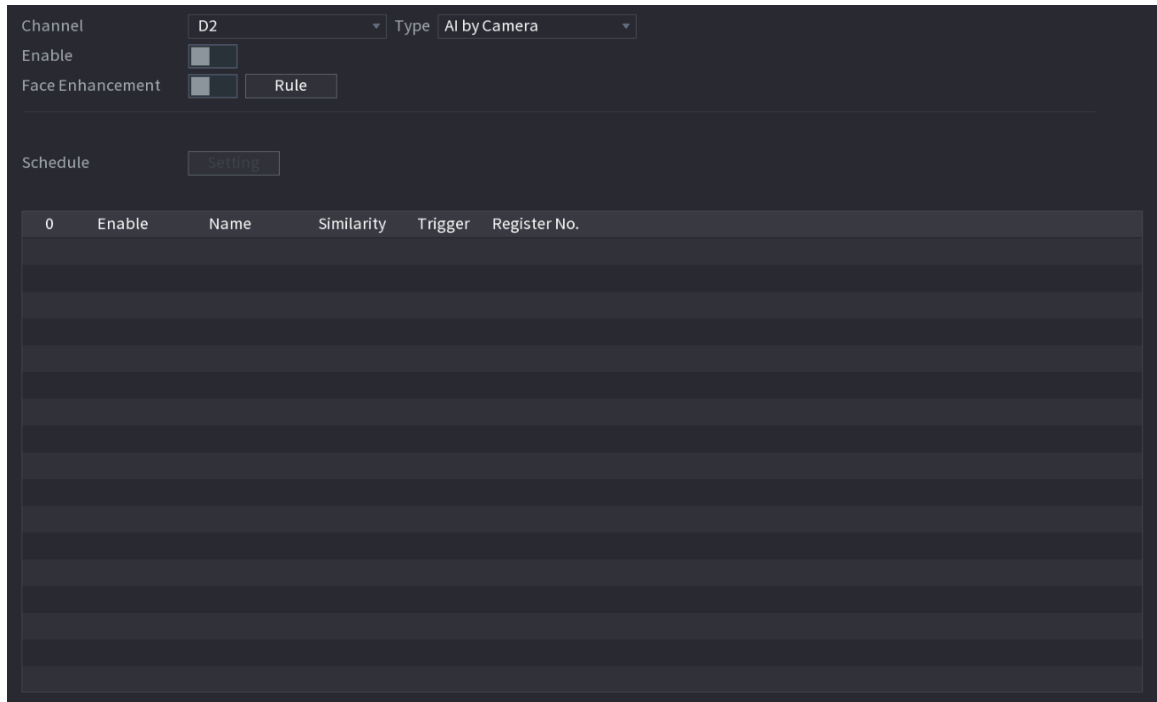 Channel D2 Type AI by Camera
Enable
Face Enhancement Rule
Schedule Setting
0 Enable Name Similarity Trigger Register No.